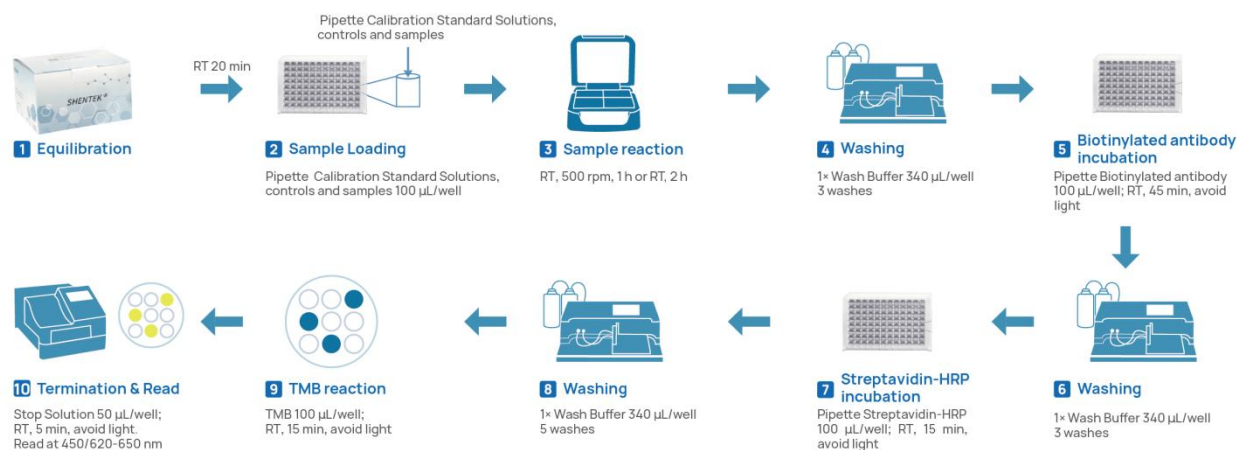 Pipette Calibration Standard Solutions,
controls and samples
RT 20 min
SHENTEK®
1 Equilibration
2 Sample Loading
Pipette Calibration Standard Solutions,
controls and samples 100 µL/well
3 Sample reaction
RT, 500 rpm, 1 h or RT, 2 h
4 Washing
1× Wash Buffer 340 µL/well
3 washes
5 Biotinylated antibody
incubation
Pipette Biotinylated antibody
100 µL/well; RT, 45 min, avoid
light
6 Washing
1× Wash Buffer 340 µL/well
3 washes
7 Streptavidin-HRP
incubation
Pipette Streptavidin-HRP
100 µL/well; RT, 15 min,
avoid light
8 Washing
1× Wash Buffer 340 µL/well
5 washes
9 TMB reaction
TMB 100 µL/well;
RT, 15 min, avoid light
10 Termination & Read
Stop Solution 50 µL/well;
RT, 5 min, avoid light.
Read at 450/620-650 nm